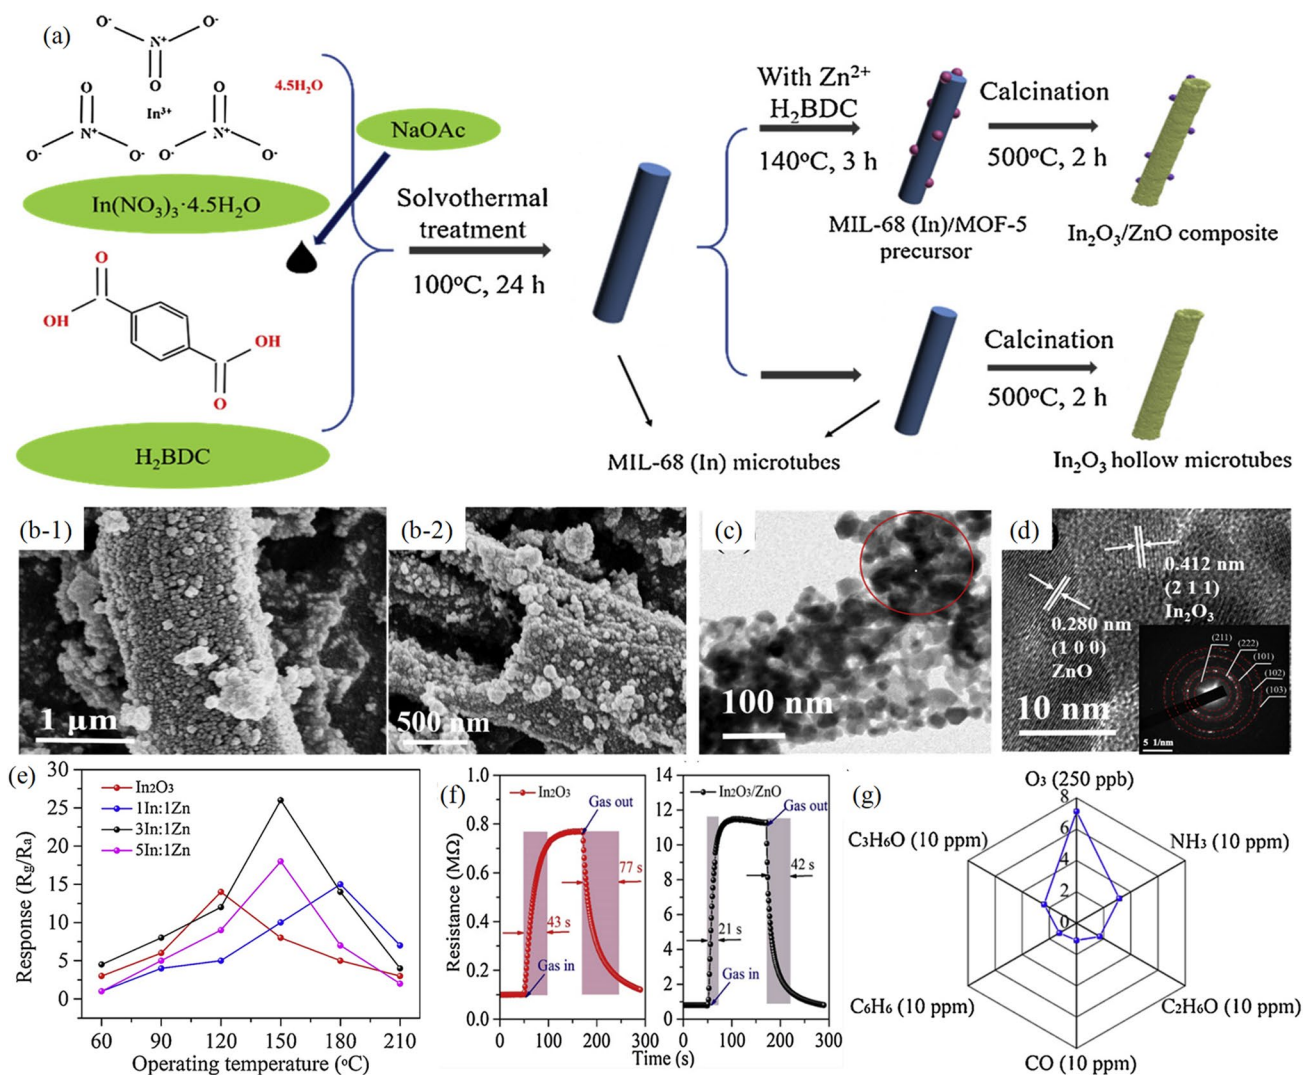 (a)
O⁻
O⁻
N⁺
O
4.5H₂O
O
O
In³⁺
N⁺
N⁺
O⁻
O⁻
O⁻
O⁻
In(NO₃)₃·4.5H₂O
NaOAc
O
OH
OH
O
H₂BDC
Solvothermal
treatment
100ºC, 24 h
MIL-68 (In) microtubes
With Zn²⁺
H₂BDC
140ºC, 3 h
MIL-68 (In)/MOF-5
precursor
Calcination
500ºC, 2 h
In₂O₃/ZnO composite
Calcination
500ºC, 2 h
In₂O₃ hollow microtubes
(b-1)
1 µm
(b-2)
500 nm
(c)
100 nm
(d)
0.412 nm
(2 1 1)
In₂O₃
0.280 nm
(1 0 0)
ZnO
10 nm
(211)
(222)
(101)
(102)
(103)
5 1/nm
(e)
30
25
20
15
10
5
0
Response (Rg/Ra)
In₂O₃
1In:1Zn
3In:1Zn
5In:1Zn
60
90
120
150
180
210
Operating temperature (ºC)
(f)
1.0
0.8
0.6
0.4
0.2
0.0
Resistance (MΩ)
In₂O₃
Gas out
77 s
43 s
Gas in
0
100
200
300
14
12
10
8
6
4
2
0
In₂O₃/ZnO
Gas out
42 s
21 s
Gas in
0
100
200
300
Time (s)
(g)
O₃ (250 ppb)
8
6
4
2
0
C₃H₆O (10 ppm)
NH₃ (10 ppm)
C₆H₆ (10 ppm)
C₂H₆O (10 ppm)
CO (10 ppm)